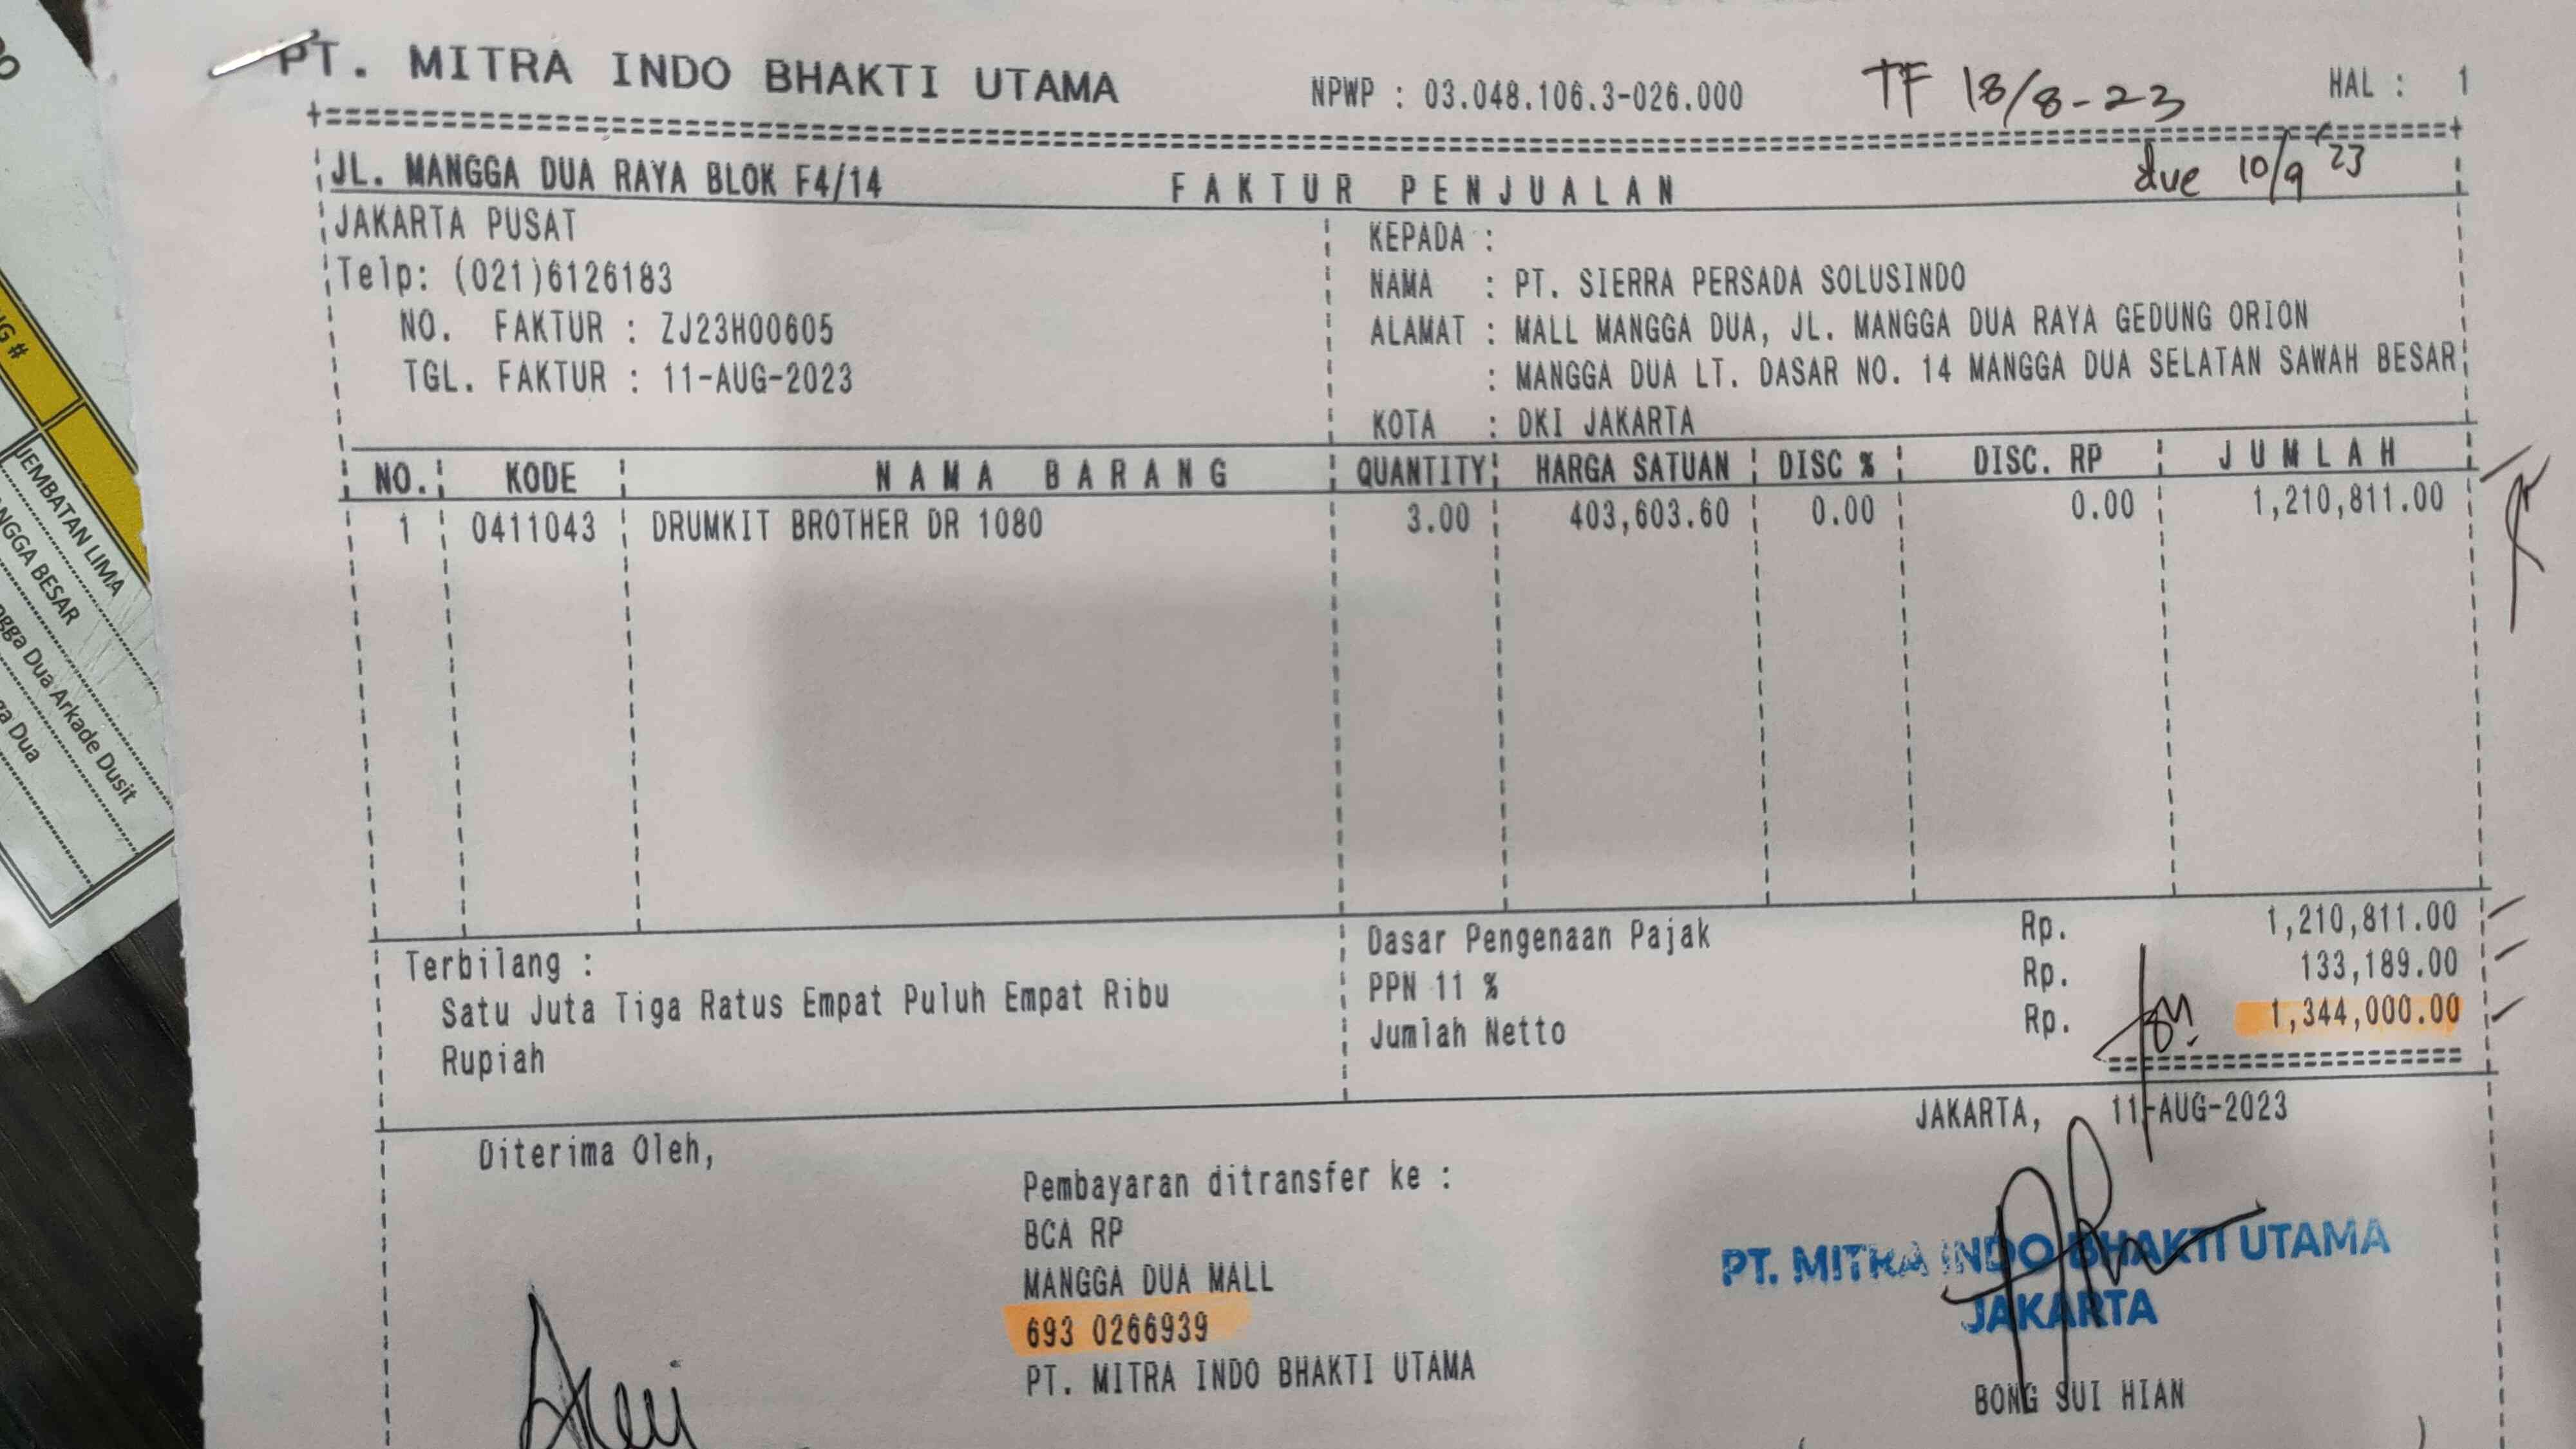 PT. MITRA INDO BHAKTI UTAMA NPWP : 03.048.106.3-026.000 TF 18/8-23 HAL : 1
JL. MANGGA DUA RAYA BLOK F4/14 FAKTUR PENJUALAN due 10/9 '23
JAKARTA PUSAT
Telp: (021)6126183
NO. FAKTUR : ZJ23H00605
TGL. FAKTUR : 11-AUG-2023
KEPADA :
NAMA : PT. SIERRA PERSADA SOLUSINDO
ALAMAT : MALL MANGGA DUA, JL. MANGGA DUA RAYA GEDUNG ORION
: MANGGA DUA LT. DASAR NO. 14 MANGGA DUA SELATAN SAWAH BESAR
KOTA : DKI JAKARTA
NO. KODE NAMA BARANG QUANTITY HARGA SATUAN DISC % DISC. RP JUMLAH
1 0411043 DRUMKIT BROTHER DR 1080 3.00 403,603.60 0.00 0.00 1,210,811.00
Terbilang :
Satu Juta Tiga Ratus Empat Puluh Empat Ribu
Rupiah
Dasar Pengenaan Pajak Rp. 1,210,811.00
PPN 11 % Rp. 133,189.00
Jumlah Netto Rp. 1,344,000.00
JAKARTA, 11-AUG-2023
Diterima Oleh,
Pembayaran ditransfer ke :
BCA RP
MANGGA DUA MALL
693 0266939
PT. MITRA INDO BHAKTI UTAMA
PT. MITRA INDO BHAKTI UTAMA
JAKARTA
BONG SUI HIAN
JEMBATAN LIMA
BESAR
Dua Arkade Dusit
Dua